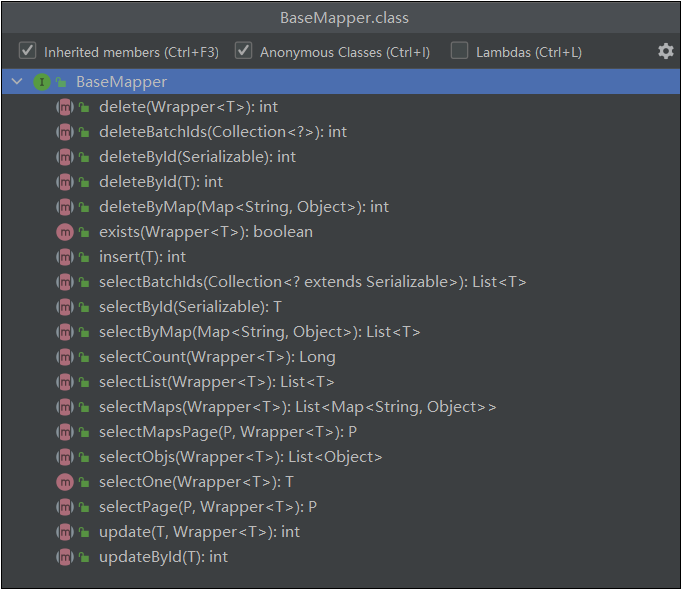 BaseMapper.class
Inherited members (Ctrl+F3) Anonymous Classes (Ctrl+I) Lambdas (Ctrl+L)
I BaseMapper
m delete(Wrapper<T>): int
m deleteBatchIds(Collection<?>): int
m deleteById(Serializable): int
m deleteById(T): int
m deleteByMap(Map<String, Object>): int
m exists(Wrapper<T>): boolean
m insert(T): int
m selectBatchIds(Collection<? extends Serializable>): List<T>
m selectById(Serializable): T
m selectByMap(Map<String, Object>): List<T>
m selectCount(Wrapper<T>): Long
m selectList(Wrapper<T>): List<T>
m selectMaps(Wrapper<T>): List<Map<String, Object>>
m selectMapsPage(P, Wrapper<T>): P
m selectObjs(Wrapper<T>): List<Object>
m selectOne(Wrapper<T>): T
m selectPage(P, Wrapper<T>): P
m update(T, Wrapper<T>): int
m updateById(T): int